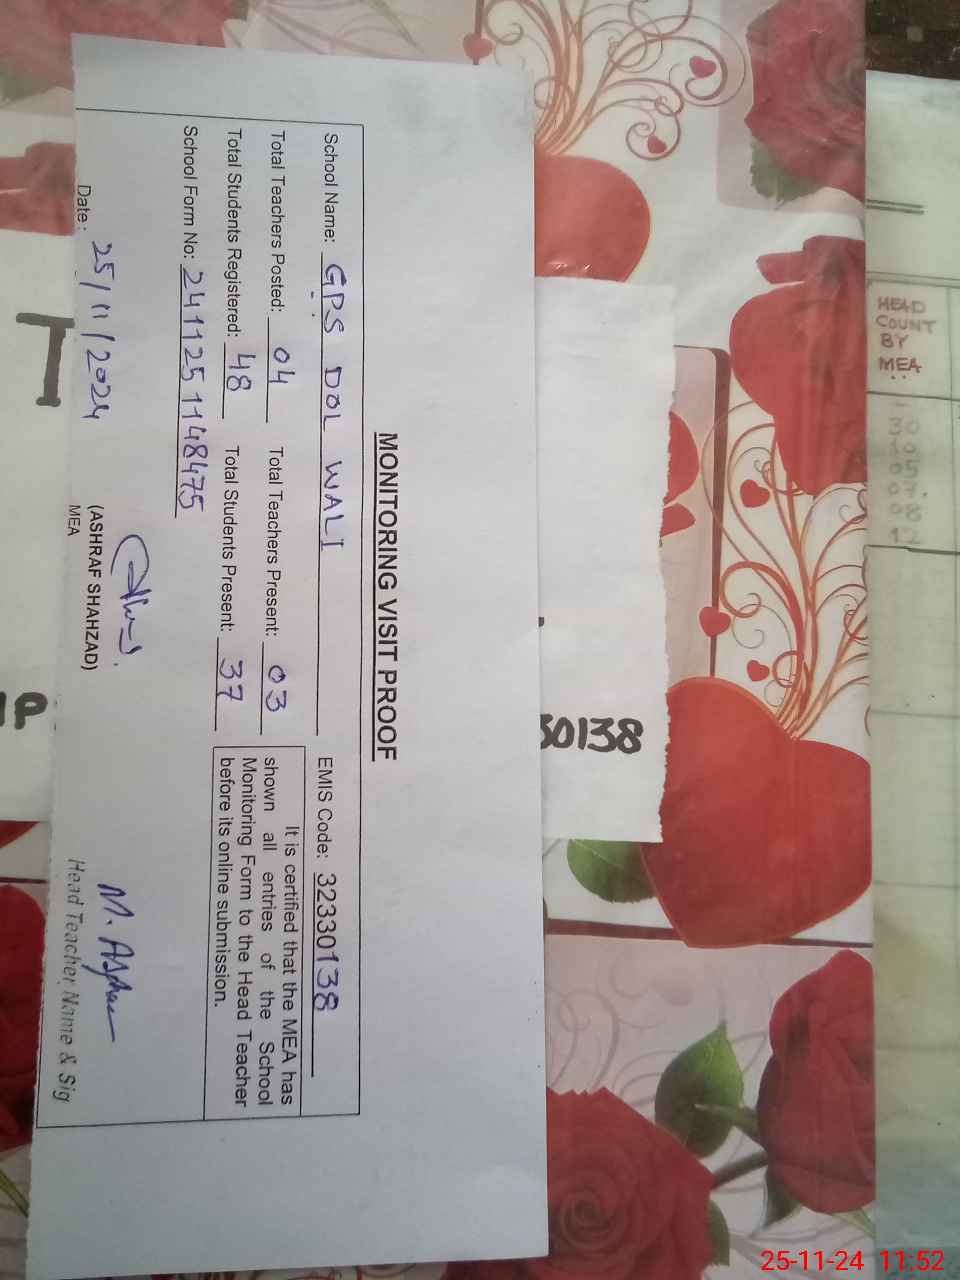 MONITORING VISIT PROOF
School Name: GPS DOL WALI EMIS Code: 32330138
Total Teachers Posted: 04 Total Teachers Present: 03
Total Students Registered: 48 Total Students Present: 37
School Form No: 2411251148475
It is certified that the MEA has
shown all entries of the School
Monitoring Form to the Head Teacher
before its online submission.
Date: 25/11/2024
(ASHRAF SHAHZAD)
MEA
Head Teacher Name & Sig
HEAD
COUNT
BY
MEA
-
30
10
05
07.
08
12
30138
25-11-24 11:52